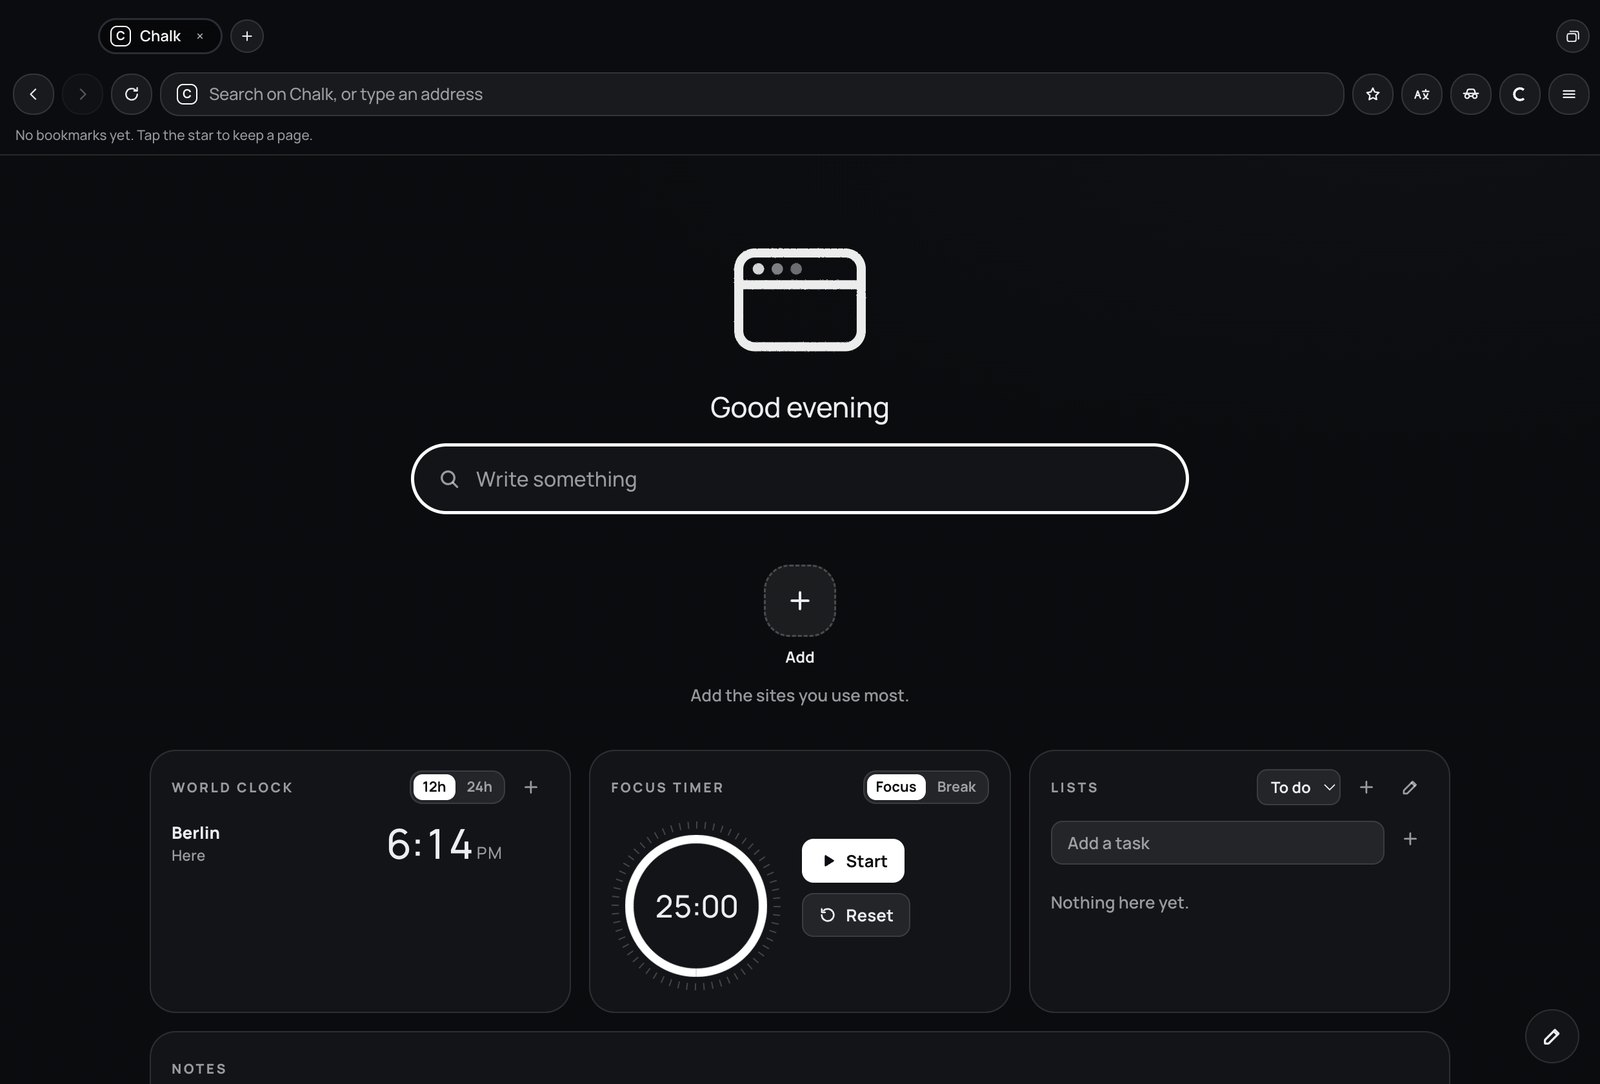 C Chalk ×
C Search on Chalk, or type an address
No bookmarks yet. Tap the star to keep a page.
Good evening
Write something
Add
Add the sites you use most.
WORLD CLOCK 12h 24h
Berlin
Here
6:14 PM
FOCUS TIMER Focus Break
25:00
Start
Reset
LISTS To do
Add a task
Nothing here yet.
NOTES